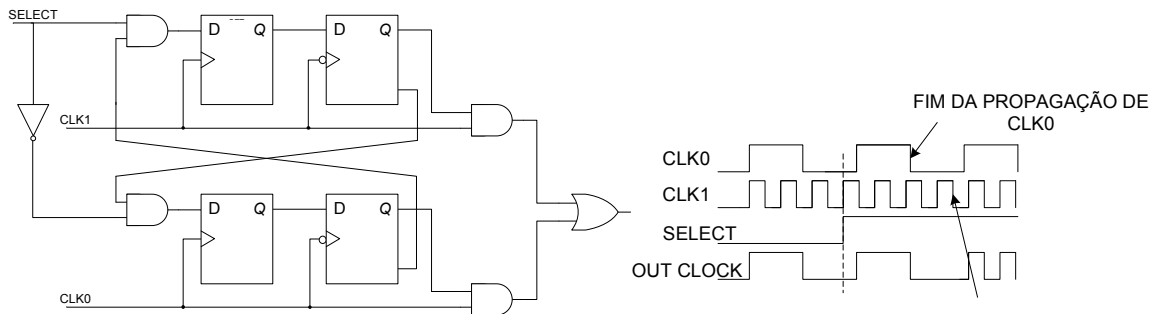 SELECT
D Q
D Q
CLK1
D Q
D Q
CLK0
FIM DA PROPAGAÇÃO DE
CLK0
CLK0
CLK1
SELECT
OUT CLOCK